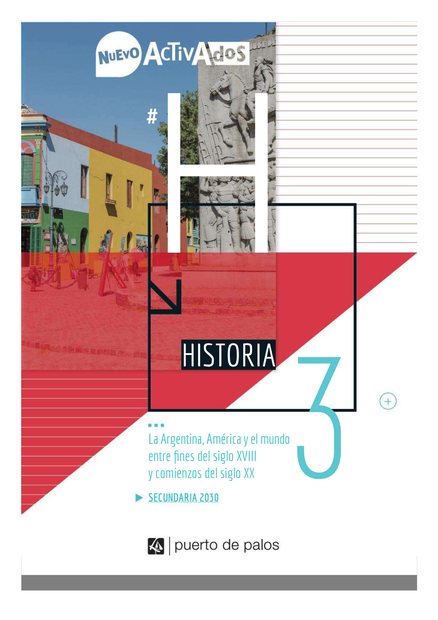 NUEVO ACTIVADOS
#
H
HISTORIA
3
La Argentina, América y el mundo
entre fines del siglo XVIII
y comienzos del siglo XX
SECUNDARIA 2030
puerto de palos